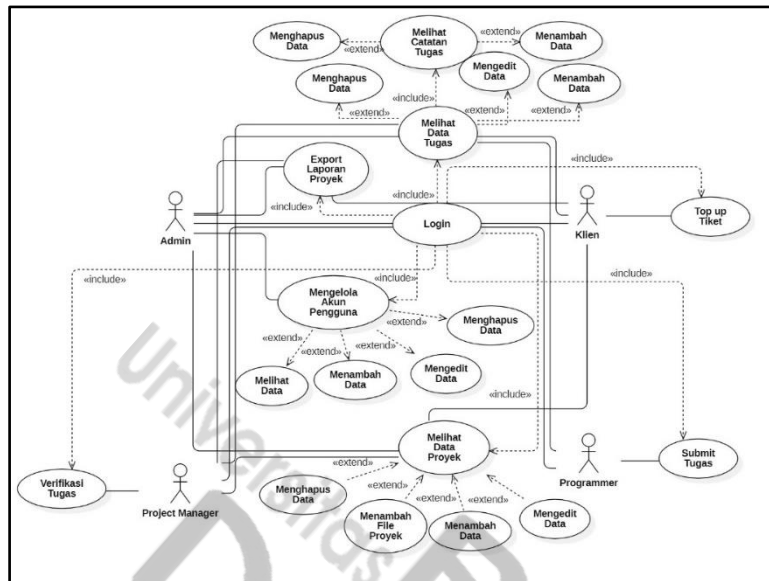 Menghapus
Data
«extend»
Melihat
Catatan
Tugas
«extend»
Menambah
Data
Menghapus
Data
«extend»
«include»
Mengedit
Data
«extend»
Menambah
Data
«extend»
Melihat
Data
Tugas
Export
Laporan
Proyek
«include»
«include»
«include»
Admin
Login
Klien
Top up
Tiket
«include»
«include»
Mengelola
Akun
Pengguna
«extend»
Menghapus
Data
«extend»
«extend»
«extend»
Melihat
Data
Menambah
Data
Mengedit
Data
«include»
«include»
Melihat
Data
Proyek
Verifikasi
Tugas
Project Manager
Programmer
Submit
Tugas
«extend»
«extend»
«extend»
«extend»
Menghapus
Data
Menambah
File
Proyek
Menambah
Data
Mengedit
Data
Universitas